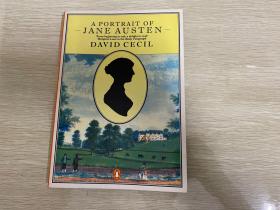 A PORTRAIT OF
JANE AUSTEN
DAVID CECIL